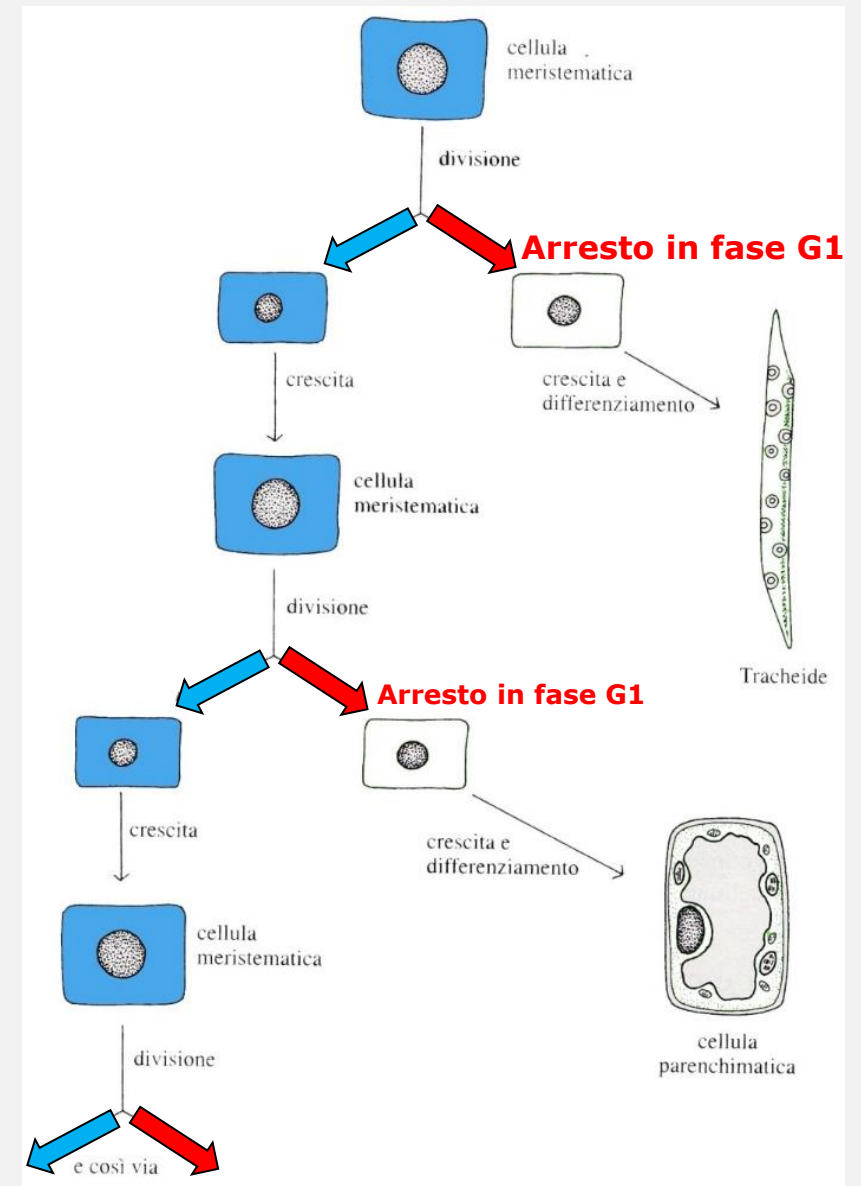 cellula
meristematica
divisione
Arresto in fase G1
crescita
crescita e
differenziamento
cellula
meristematica
divisione
Tracheide
Arresto in fase G1
crescita
crescita e
differenziamento
cellula
meristematica
cellula
parenchimatica
divisione
e così via